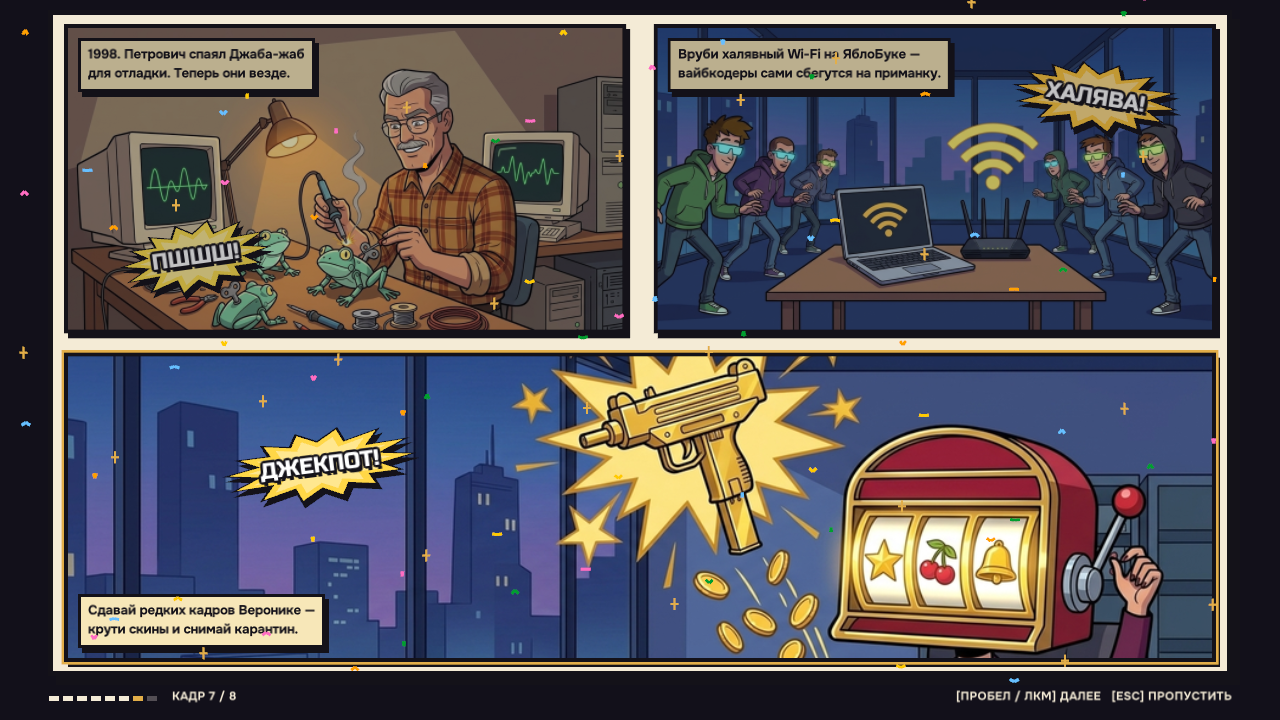 1998. Петрович спаял Джаба-жаб
для отладки. Теперь они везде.
ПШШШ!
Вруби халявный Wi-Fi на ЯблоБуке —
вайбкодеры сами сбегутся на приманку.
ХАЛЯВА!
ДЖЕКПОТ!
Сдавай редких кадров Веронике —
крути скины и снимай карантин.
КАДР 7 / 8
[ПРОБЕЛ / ЛКМ] ДАЛЕЕ [ESC] ПРОПУСТИТЬ